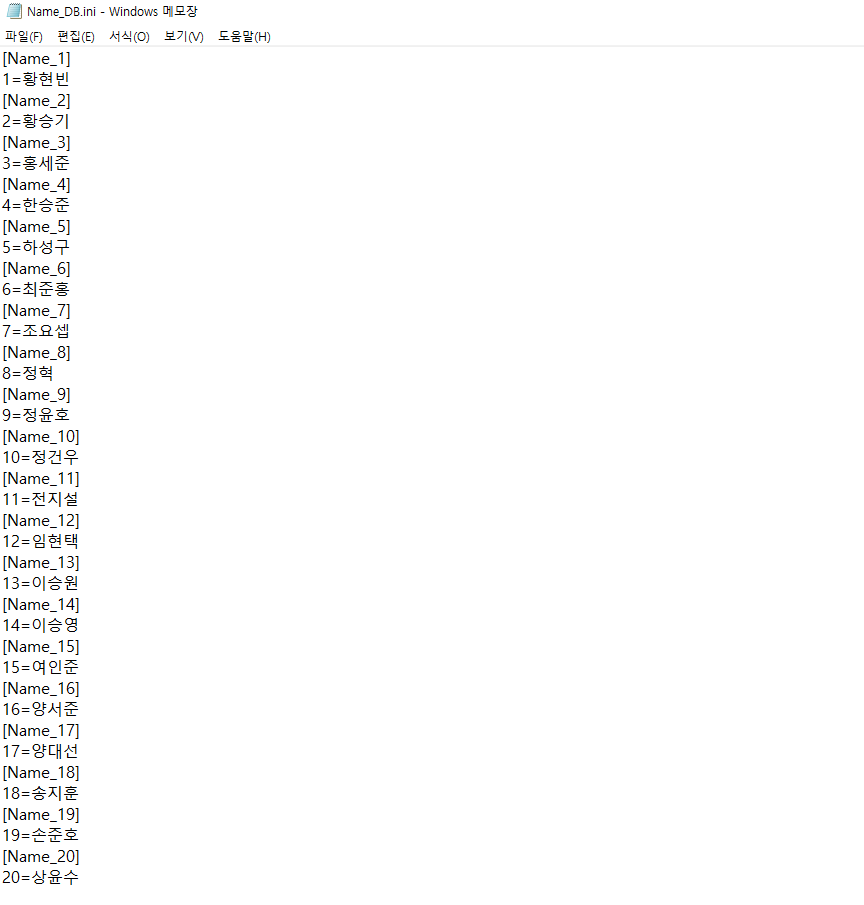 Name_DB.ini - Windows 메모장
파일(F) 편집(E) 서식(O) 보기(V) 도움말(H)
[Name_1]
1=황현빈
[Name_2]
2=황승기
[Name_3]
3=홍세준
[Name_4]
4=한승준
[Name_5]
5=하성구
[Name_6]
6=최준홍
[Name_7]
7=조요셉
[Name_8]
8=정혁
[Name_9]
9=정윤호
[Name_10]
10=정건우
[Name_11]
11=전지설
[Name_12]
12=임현택
[Name_13]
13=이승원
[Name_14]
14=이승영
[Name_15]
15=여인준
[Name_16]
16=양서준
[Name_17]
17=양대선
[Name_18]
18=송지훈
[Name_19]
19=손준호
[Name_20]
20=상윤수